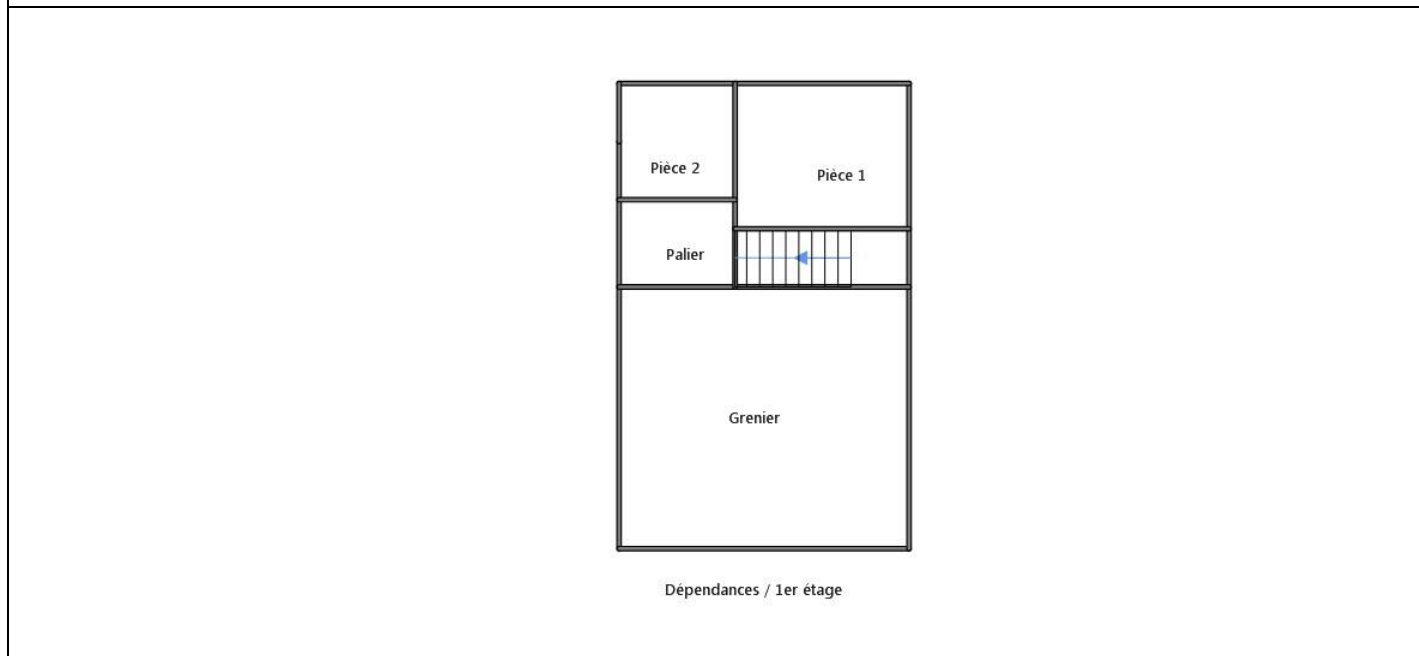 Pièce 2
Pièce 1
Palier
Grenier
Dépendances / 1er étage